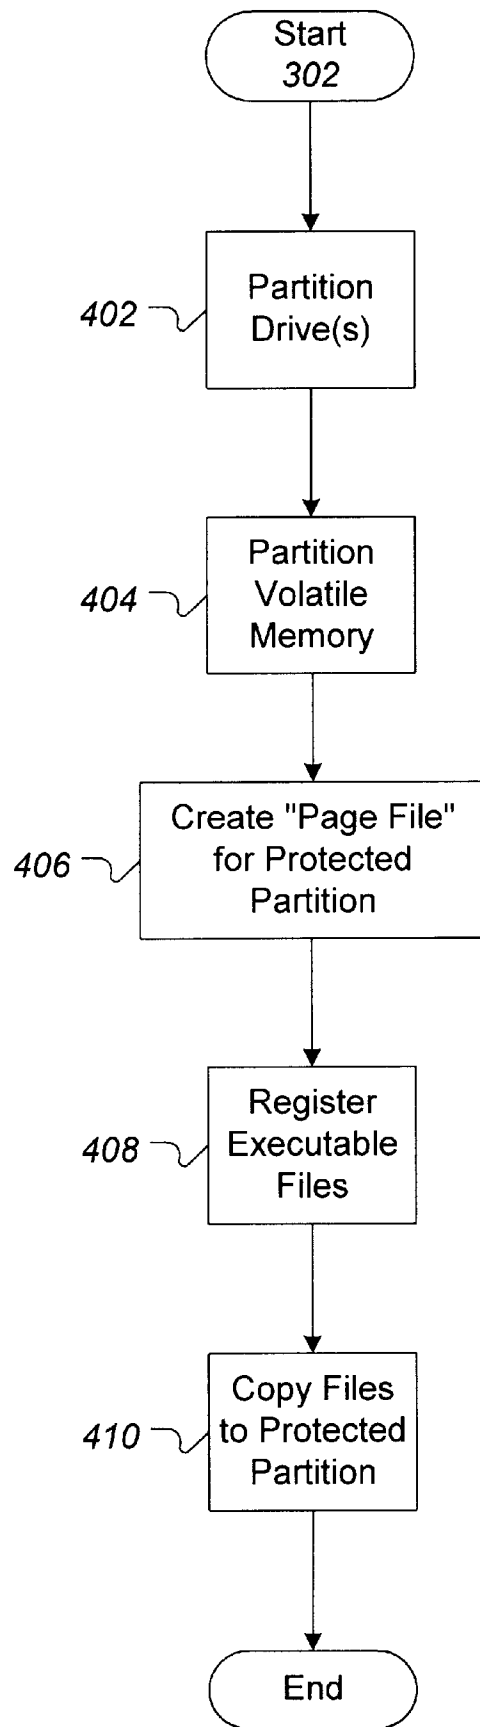 Start
302
402
Partition
Drive(s)
404
Partition
Volatile
Memory
406
Create "Page File"
for Protected
Partition
408
Register
Executable
Files
410
Copy Files
to Protected
Partition
End